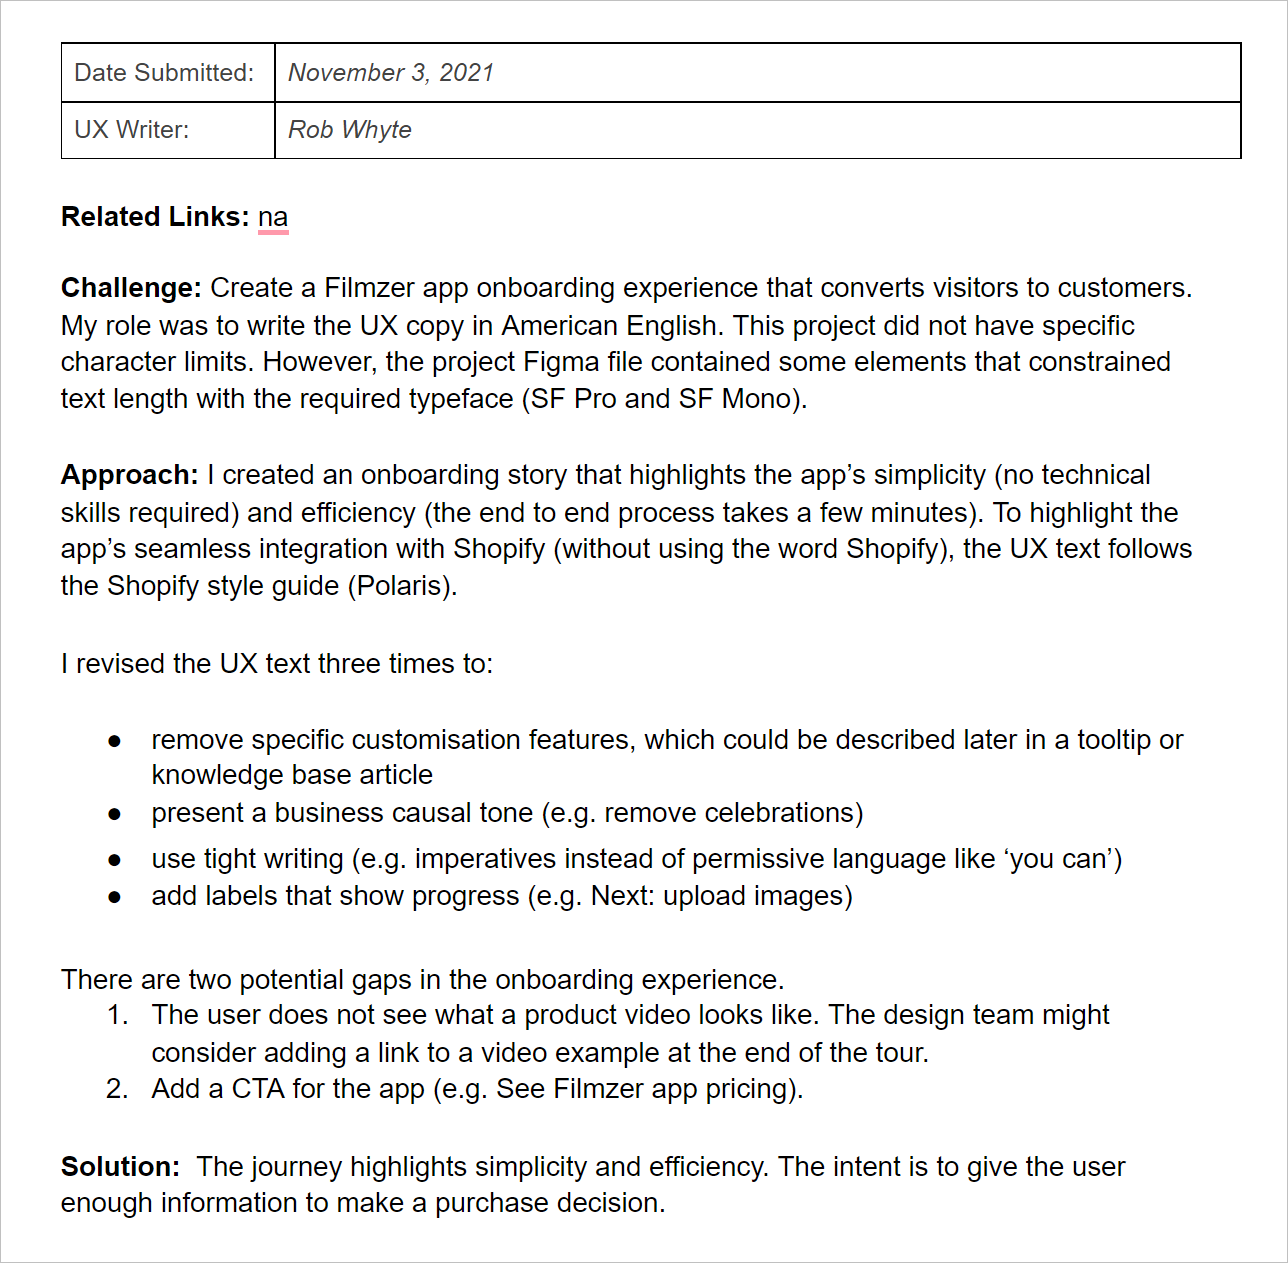 Date Submitted: November 3, 2021
UX Writer: Rob Whyte
Related Links: na
Challenge: Create a Filmzer app onboarding experience that converts visitors to customers.
My role was to write the UX copy in American English. This project did not have specific
character limits. However, the project Figma file contained some elements that constrained
text length with the required typeface (SF Pro and SF Mono).
Approach: I created an onboarding story that highlights the app’s simplicity (no technical
skills required) and efficiency (the end to end process takes a few minutes). To highlight the
app’s seamless integration with Shopify (without using the word Shopify), the UX text follows
the Shopify style guide (Polaris).
I revised the UX text three times to:
● remove specific customisation features, which could be described later in a tooltip or
knowledge base article
● present a business causal tone (e.g. remove celebrations)
● use tight writing (e.g. imperatives instead of permissive language like ‘you can’)
● add labels that show progress (e.g. Next: upload images)
There are two potential gaps in the onboarding experience.
1. The user does not see what a product video looks like. The design team might
consider adding a link to a video example at the end of the tour.
2. Add a CTA for the app (e.g. See Filmzer app pricing).
Solution: The journey highlights simplicity and efficiency. The intent is to give the user
enough information to make a purchase decision.